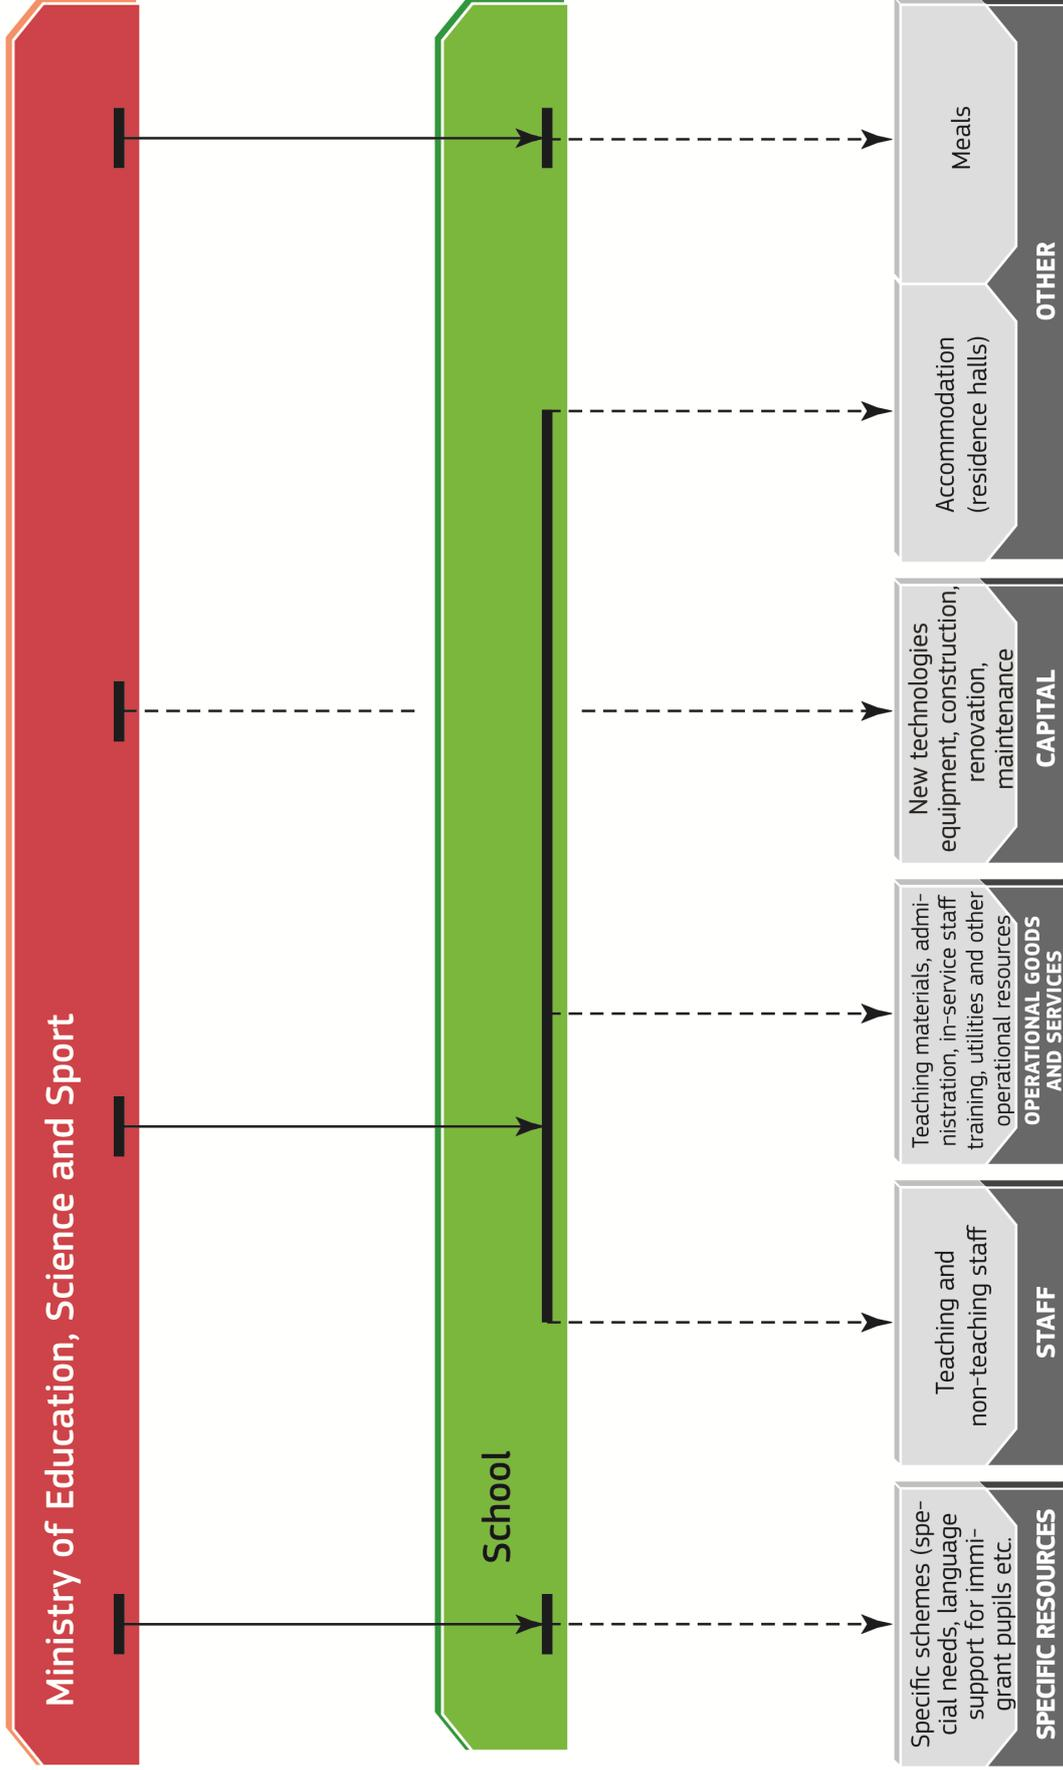 Ministry of Education, Science and Sport
School
Specific schemes (spe-
cial needs, language
support for immi-
grant pupils etc.
SPECIFIC RESOURCES
Teaching and
non-teaching staff
STAFF
Teaching materials, admi-
nistration, in-service staff
training, utilities and other
operational resources
OPERATIONAL GOODS
AND SERVICES
New technologies
equipment, construction,
renovation,
maintenance
CAPITAL
Accommodation
(residence halls)
Meals
OTHER